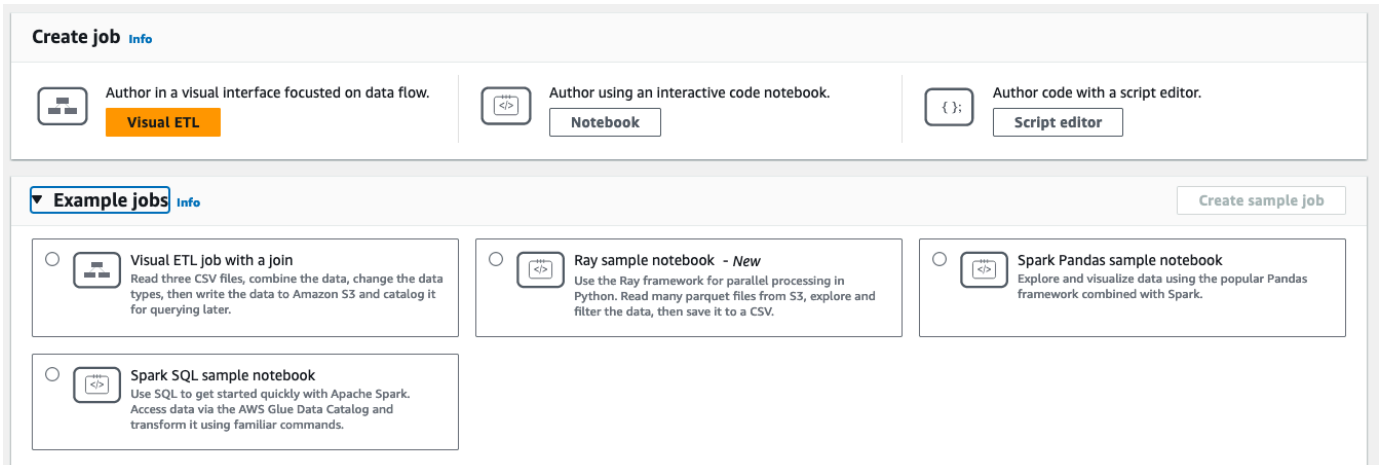 Create job Info
Author in a visual interface focusted on data flow.
Visual ETL
Author using an interactive code notebook.
Notebook
Author code with a script editor.
{ };
Script editor
Example jobs Info
Create sample job
Visual ETL job with a join
Read three CSV files, combine the data, change the data
types, then write the data to Amazon S3 and catalog it
for querying later.
</>
Ray sample notebook - New
Use the Ray framework for parallel processing in
Python. Read many parquet files from S3, explore and
filter the data, then save it to a CSV.
</>
Spark Pandas sample notebook
Explore and visualize data using the popular Pandas
framework combined with Spark.
</>
Spark SQL sample notebook
Use SQL to get started quickly with Apache Spark.
Access data via the AWS Glue Data Catalog and
transform it using familiar commands.